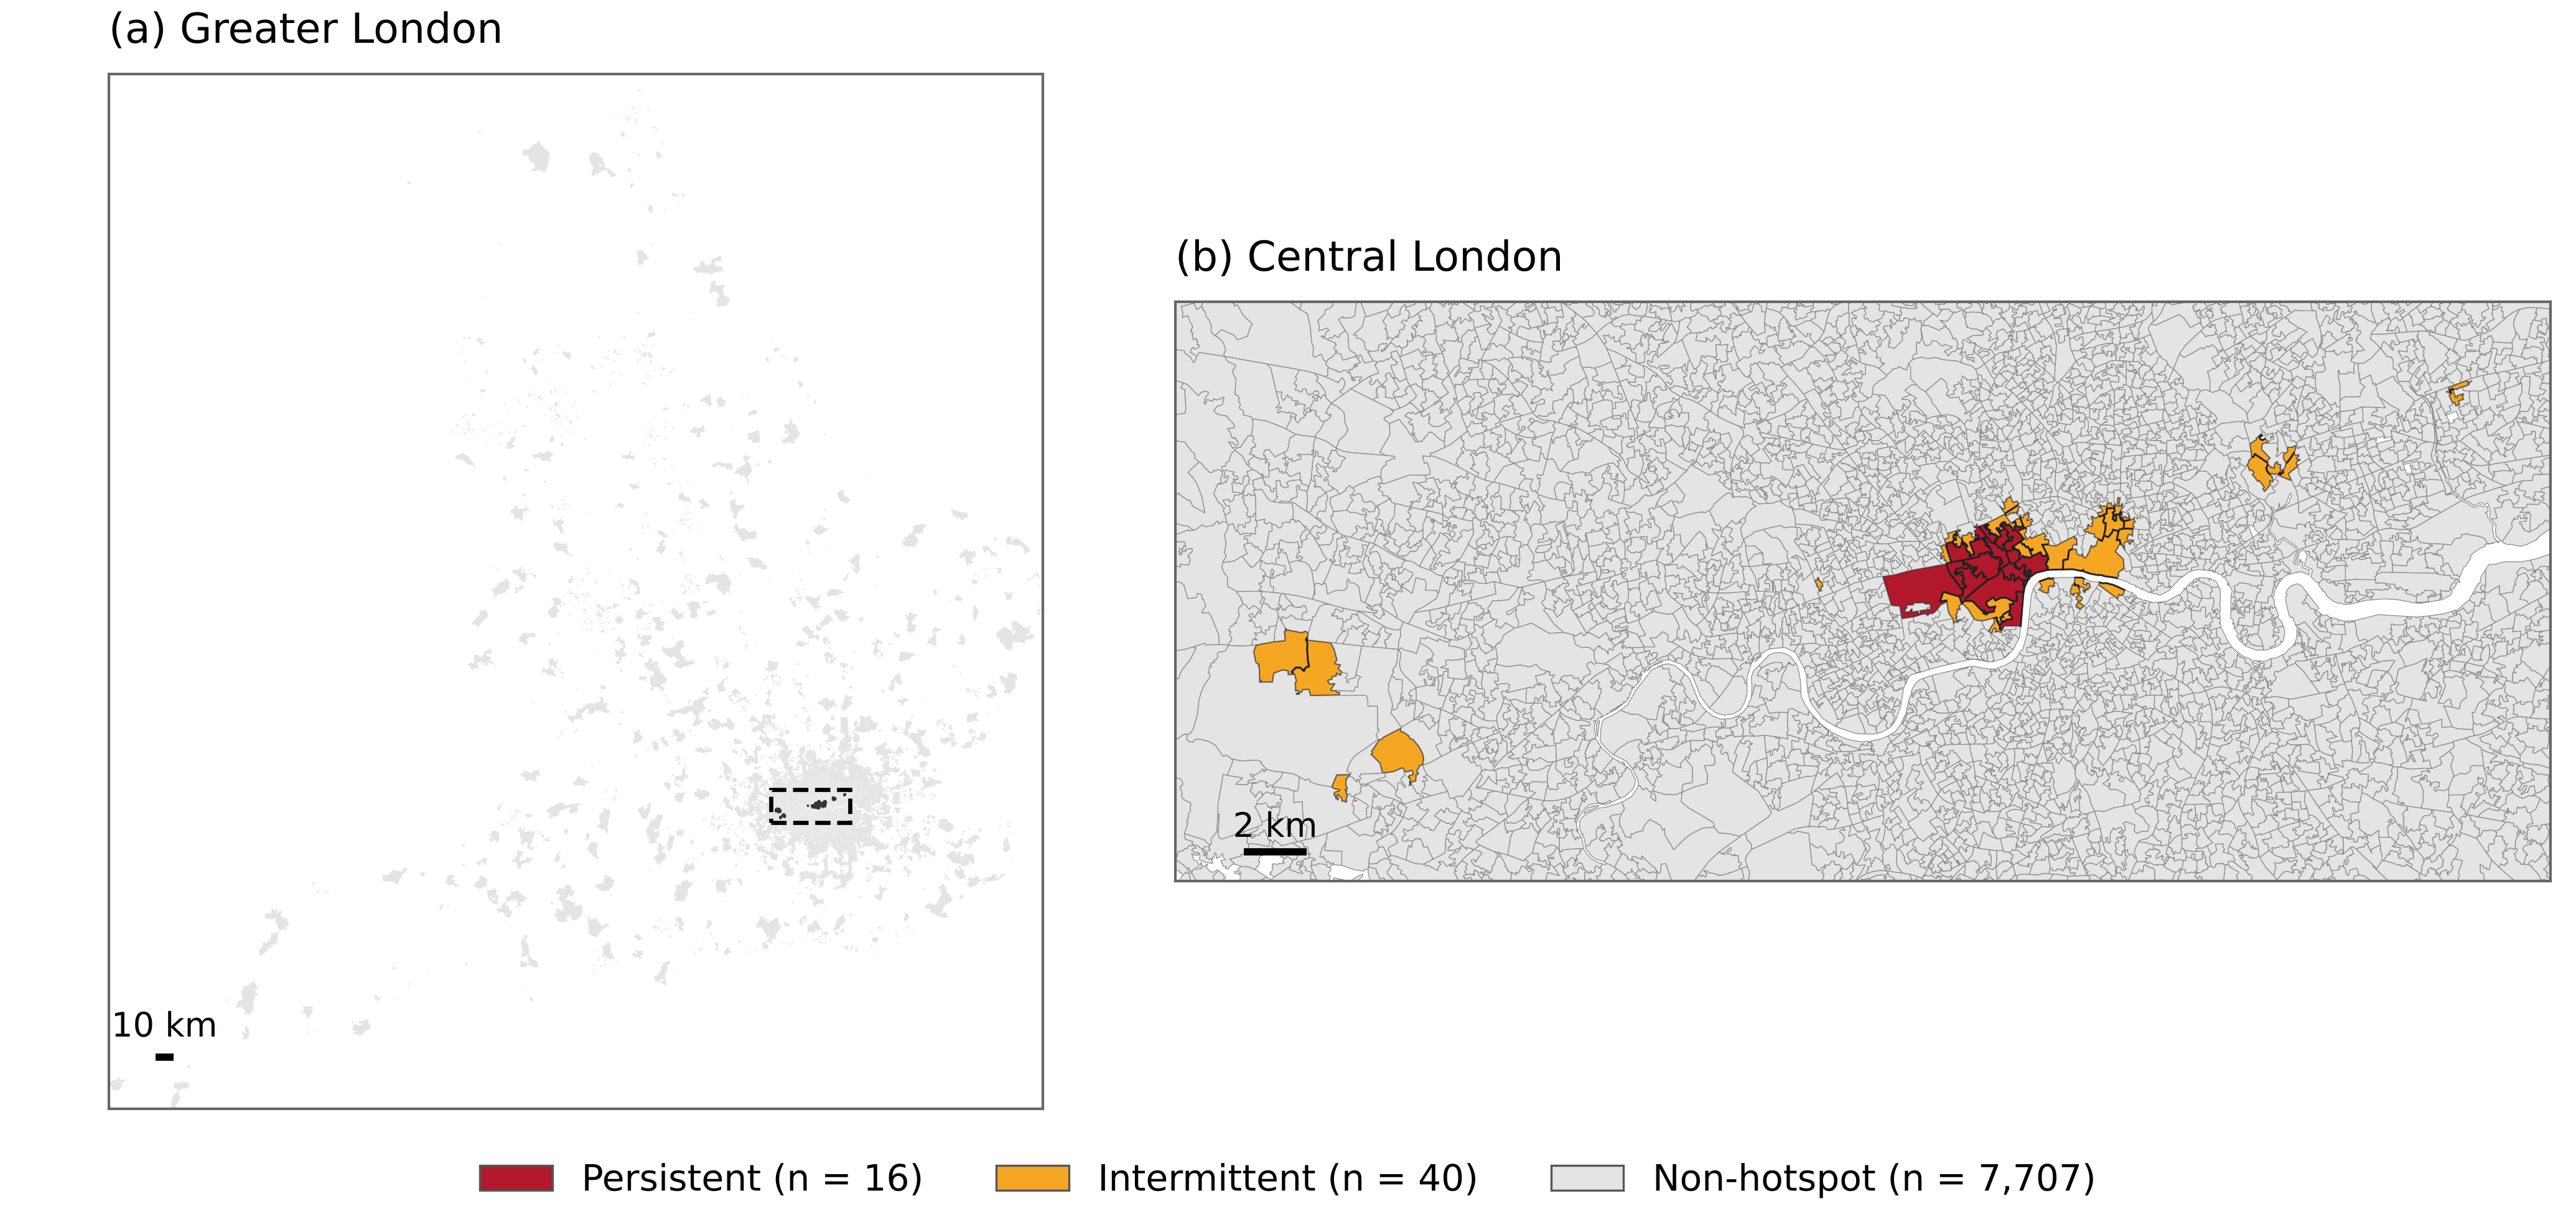 (a) Greater London
(b) Central London
10 km
2 km
Persistent (n = 16)
Intermittent (n = 40)
Non-hotspot (n = 7,707)